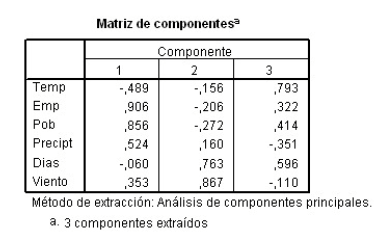 Matriz de componentesª
Componente
1 2 3
Temp -,489 -,156 ,793
Emp ,906 -,206 ,322
Pob ,856 -,272 ,414
Precipt ,524 ,160 -,351
Dias -,060 ,763 ,596
Viento ,353 ,867 -,110
Método de extracción: Análisis de componentes principales.
a. 3 componentes extraídos